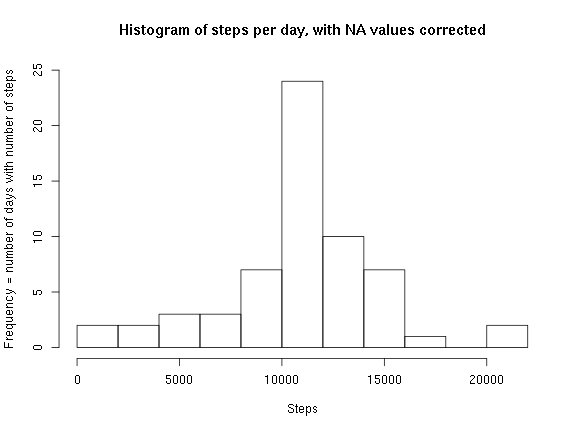 Histogram of steps per day, with NA values corrected
Frequency = number of days with number of steps
25
20
15
10
5
0
0 5000 10000 15000 20000
Steps